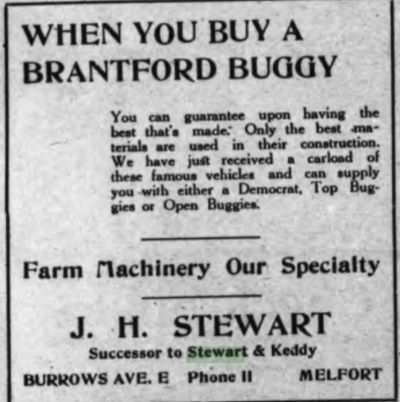 WHEN YOU BUY A
BRANTFORD BUGGY
You can guarantee upon having the
best that's made. Only the best ma-
terials are used in their construction.
We have just received a carload of
these famous vehicles and can supply
you with either a Democrat, Top Bug-
gies or Open Buggies.
Farm Machinery Our Specialty
J. H. STEWART
Successor to Stewart & Keddy
BURROWS AVE. E Phone 11 MELFORT